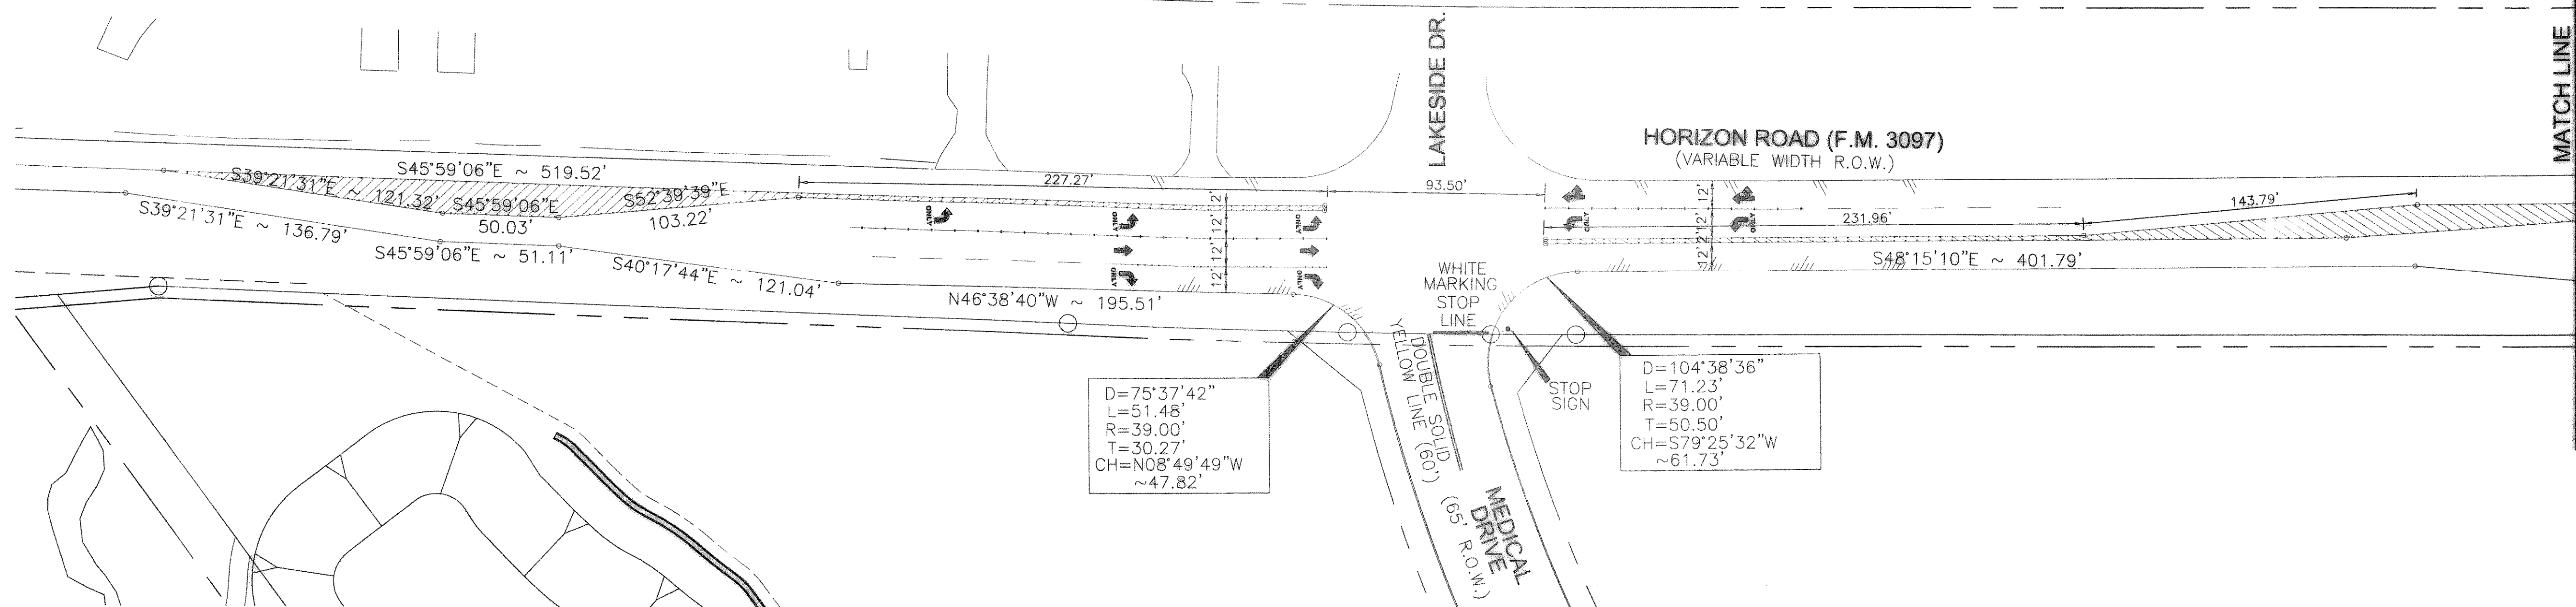 LAKESIDE DR.
MATCH LINE
HORIZON ROAD (F.M. 3097)
(VARIABLE WIDTH R.O.W.)
S45°59'06"E ~ 519.52'
S39°21'31"E ~ 121.32'
S45°59'06"E
50.03'
S52°39'39"E
103.22'
227.27'
93.50'
231.96'
143.79'
S39°21'31"E ~ 136.79'
S45°59'06"E ~ 51.11'
S40°17'44"E ~ 121.04'
N46°38'40"W ~ 195.51'
S48°15'10"E ~ 401.79'
12' 12' 12' 2'
ONLY
ONLY
ONLY
ONLY
ONLY
12' 2' 12' 12'
ONLY
ONLY
WHITE
MARKING
STOP
LINE
DOUBLE SOLID
YELLOW LINE (60')
STOP
SIGN
D=75°37'42"
L=51.48'
R=39.00'
T=30.27'
CH=N08°49'49"W
~47.82'
D=104°38'36"
L=71.23'
R=39.00'
T=50.50'
CH=S79°25'32"W
~61.73'
MEDICAL
DRIVE
(65' R.O.W.)